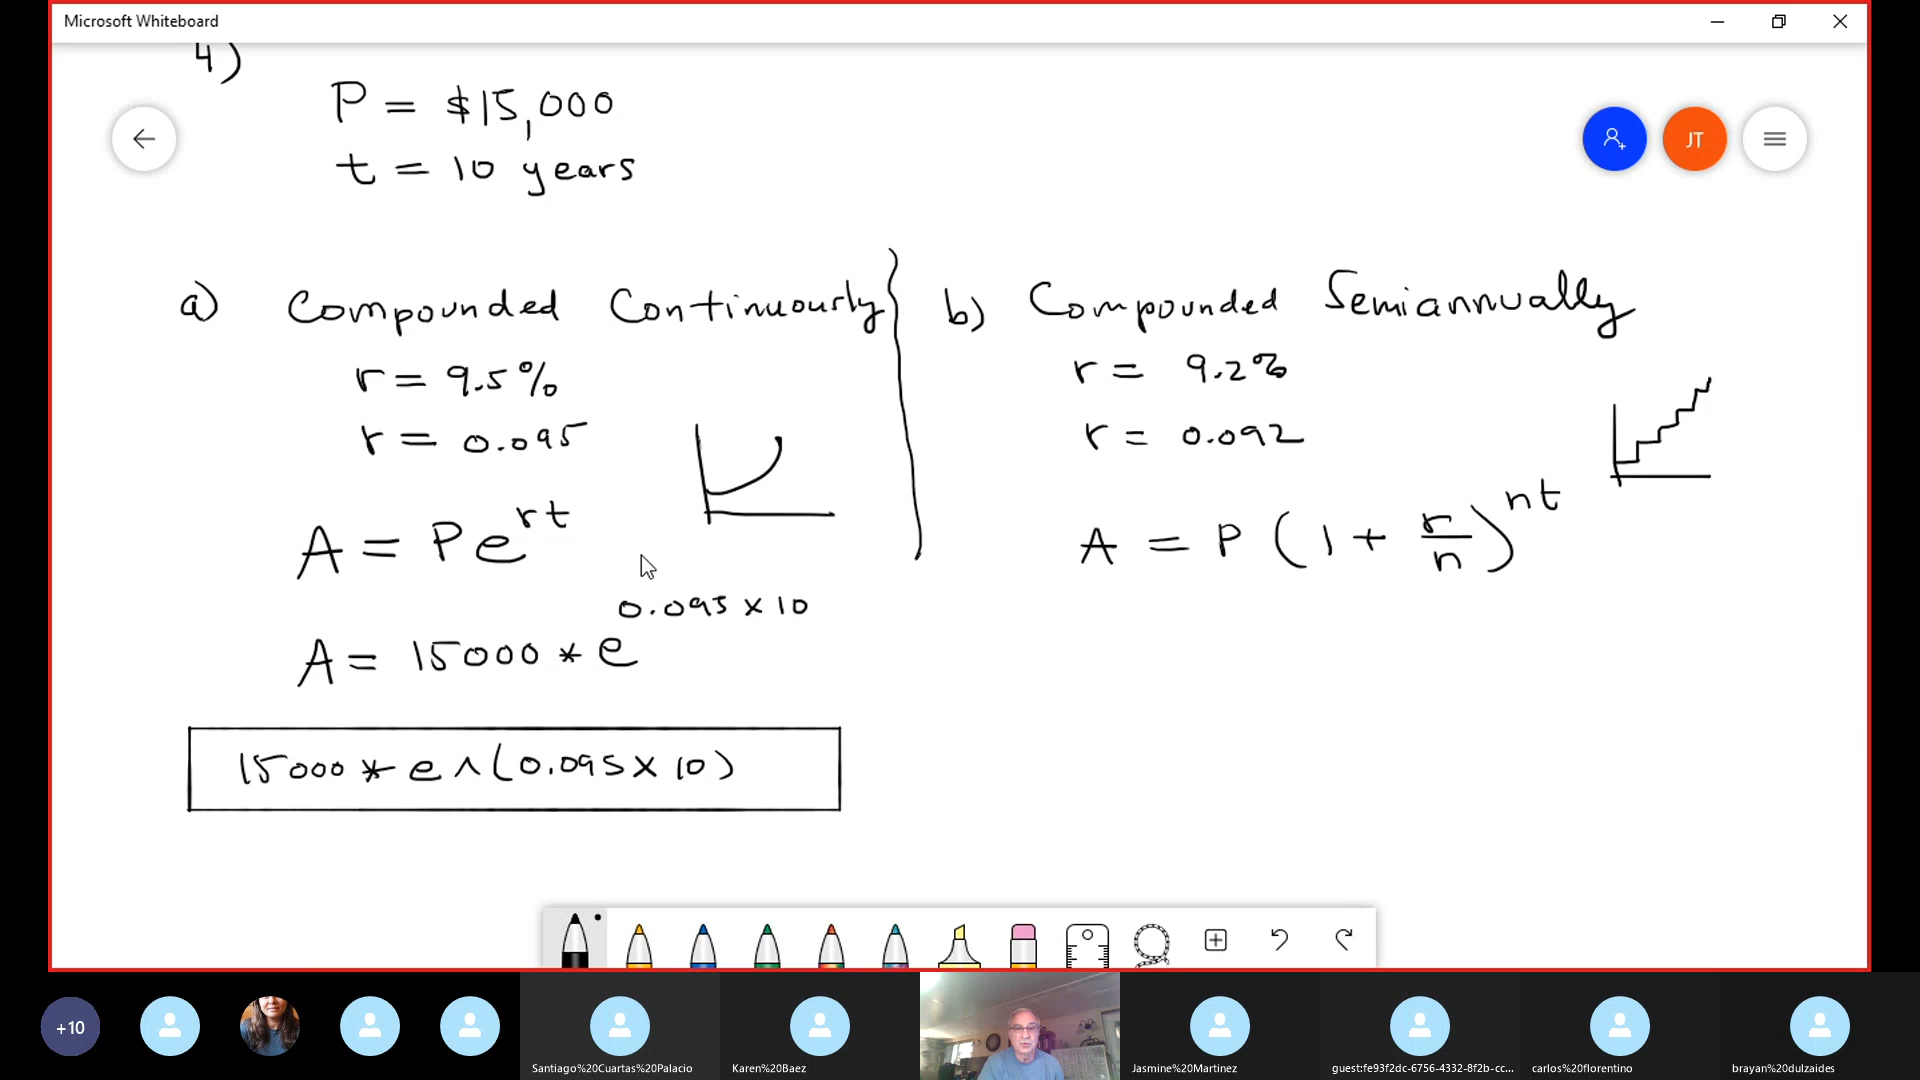 Microsoft Whiteboard
4)
P = $15,000
t = 10 years
JT
a) Compounded Continuously
r = 9.5%
r = 0.095
A = Pe^rt
0.095 x 10
A = 15000 * e
15000 * e ^ (0.095 x 10)
b) Compounded Semiannually
r = 9.2%
r = 0.092
A = P (1 + r/n)^nt
+10
Santiago%20Cuartas%20Palacio
Karen%20Baez
Jasmine%20Martinez
guest:fe93f2dc-6756-4332-8f2b-cc...
carlos%20florentino
brayan%20dulzaides